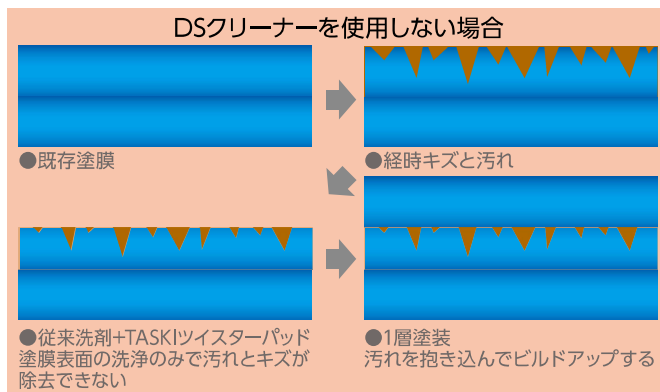 DSクリーナーを使用しない場合
●既存塗膜
●経時キズと汚れ
●従来洗剤+TASKIツイスターパッド
塗膜表面の洗浄のみで汚れとキズが
除去できない
●1層塗装
汚れを抱き込んでビルドアップする